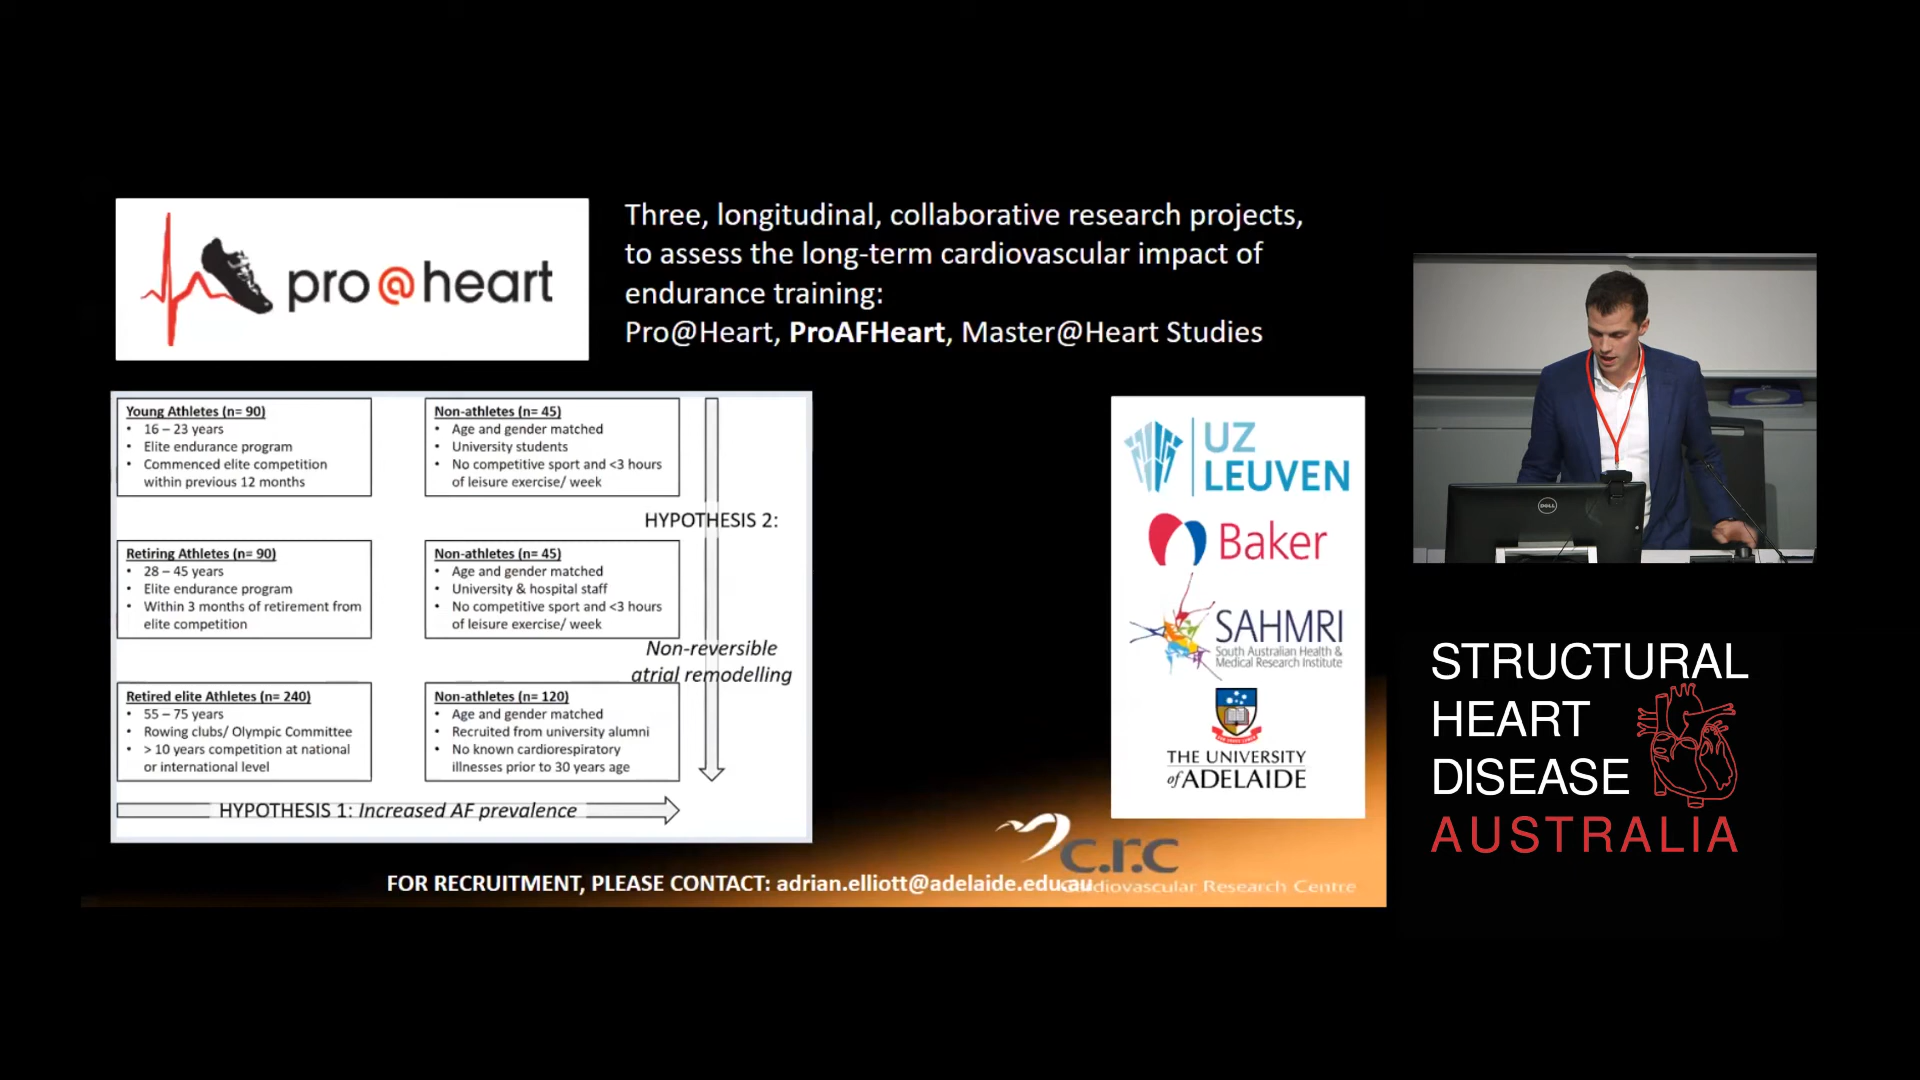 pro@heart
Three, longitudinal, collaborative research projects,
to assess the long-term cardiovascular impact of
endurance training:
Pro@Heart, ProAFHeart, Master@Heart Studies
Young Athletes (n= 90)
• 16 – 23 years
• Elite endurance program
• Commenced elite competition
within previous 12 months
Non-athletes (n= 45)
• Age and gender matched
• University students
• No competitive sport and <3 hours
of leisure exercise/ week
HYPOTHESIS 2:
Retiring Athletes (n= 90)
• 28 – 45 years
• Elite endurance program
• Within 3 months of retirement from
elite competition
Non-athletes (n= 45)
• Age and gender matched
• University & hospital staff
• No competitive sport and <3 hours
of leisure exercise/ week
Non-reversible
atrial remodelling
Retired elite Athletes (n= 240)
• 55 – 75 years
• Rowing clubs/ Olympic Committee
• > 10 years competition at national
or international level
Non-athletes (n= 120)
• Age and gender matched
• Recruited from university alumni
• No known cardiorespiratory
illnesses prior to 30 years age
HYPOTHESIS 1: Increased AF prevalence
UZ
LEUVEN
Baker
SAHMRI
South Australian Health &
Medical Research Institute
THE UNIVERSITY
of ADELAIDE
c.r.c
Cardiovascular Research Centre
FOR RECRUITMENT, PLEASE CONTACT: adrian.elliott@adelaide.edu.au
DELL
STRUCTURAL
HEART
DISEASE
AUSTRALIA